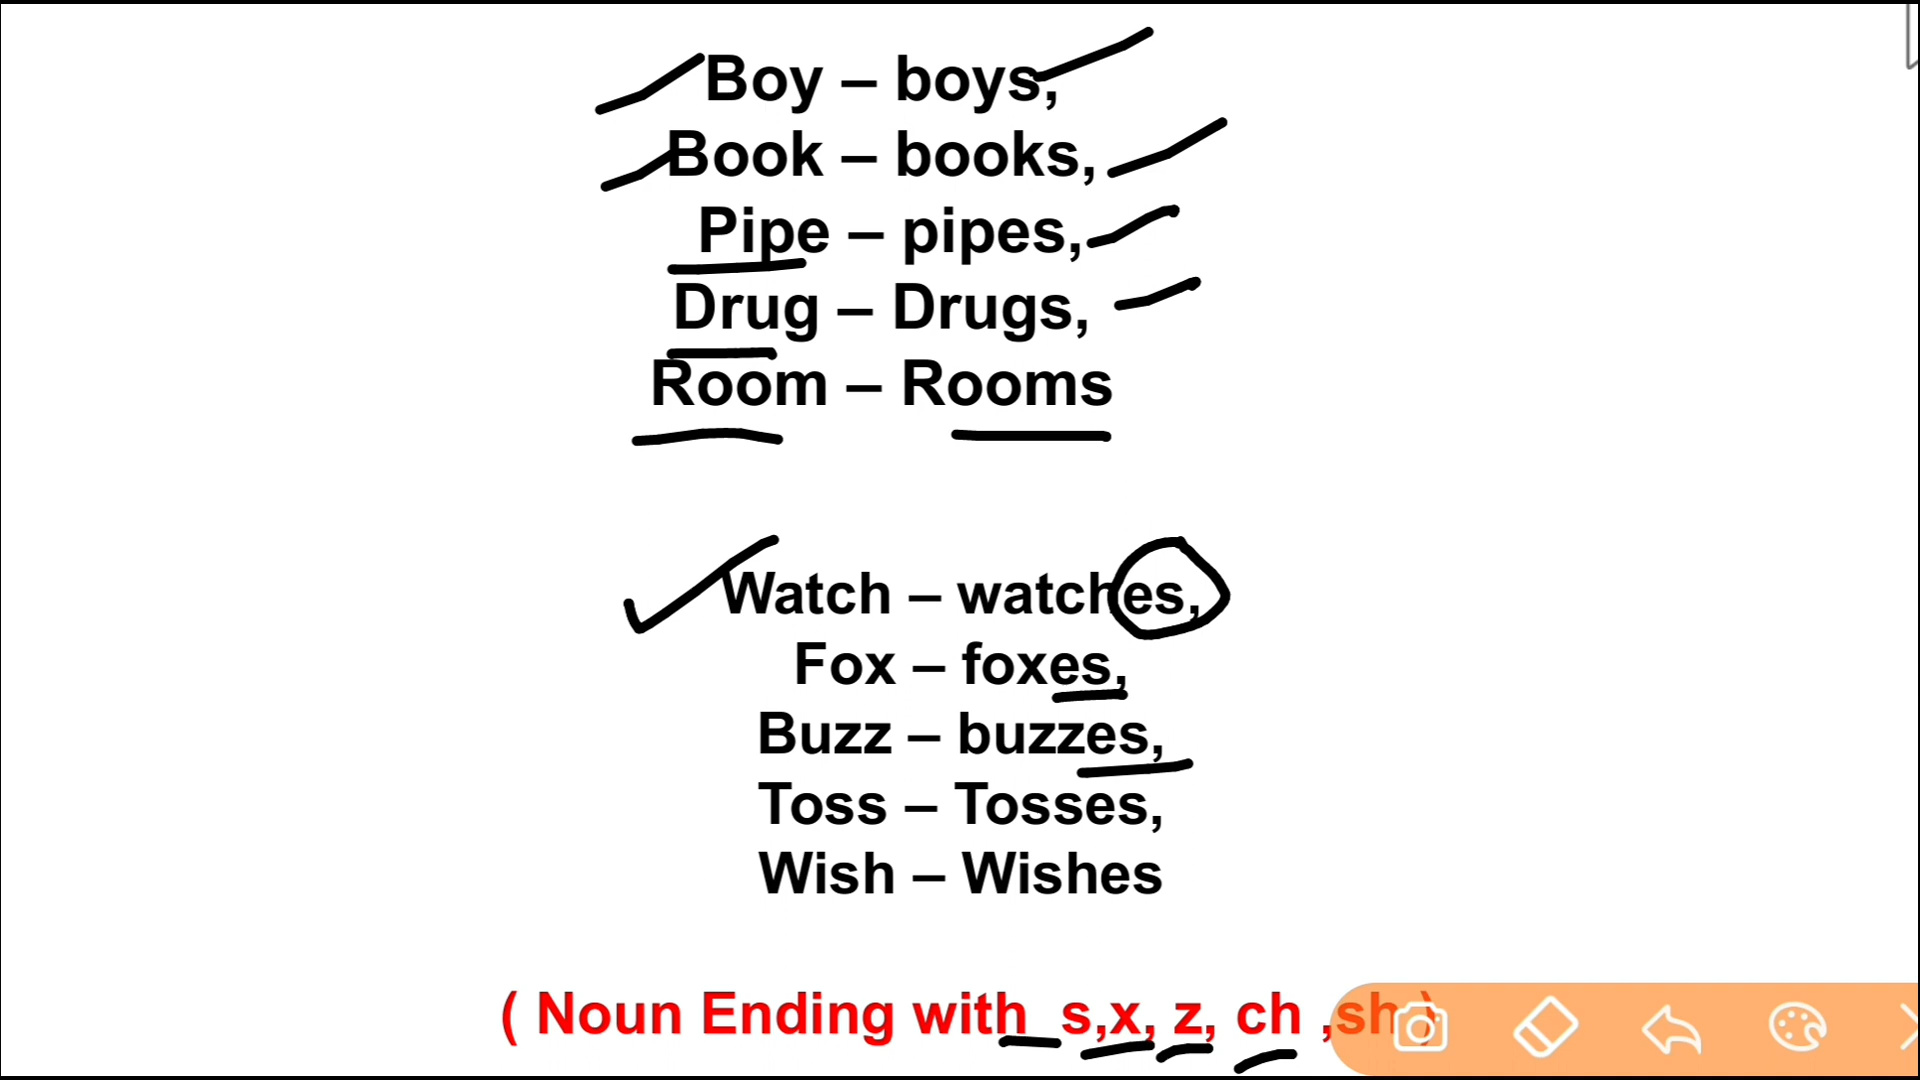 Boy – boys,
Book – books,
Pipe – pipes,
Drug – Drugs,
Room – Rooms
Watch – watches,
Fox – foxes,
Buzz – buzzes,
Toss – Tosses,
Wish – Wishes
( Noun Ending with s,x, z, ch ,sh )